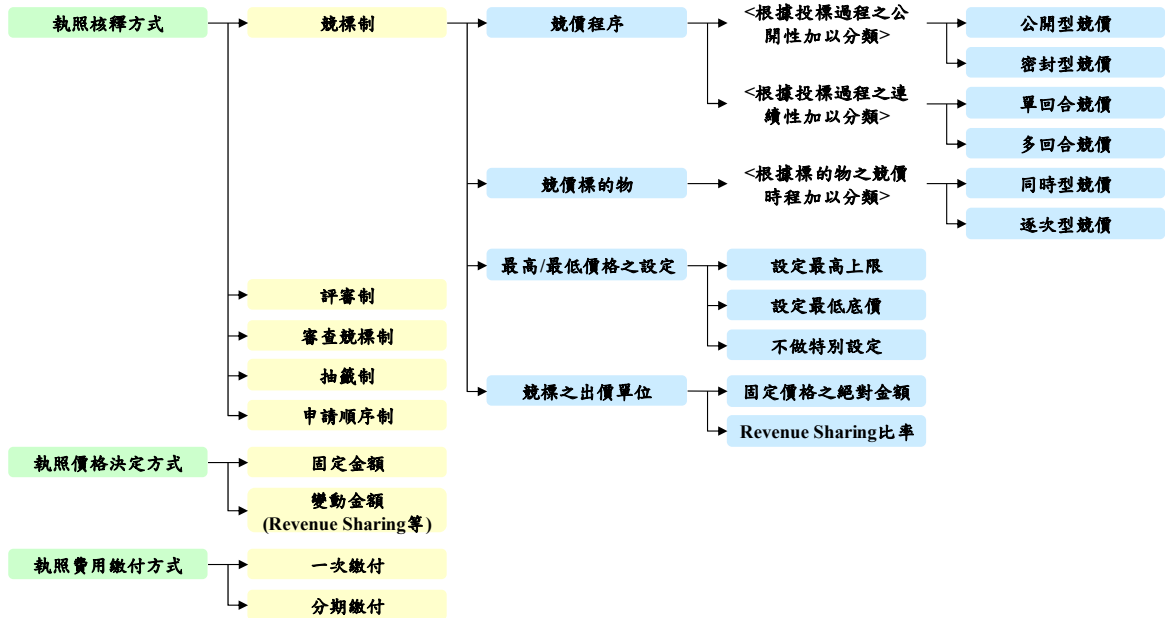 執照核釋方式
競標制
競價程序
<根據投標過程之公
開性加以分類>
公開型競價
密封型競價
<根據投標過程之連
續性加以分類>
單回合競價
多回合競價
競價標的物
<根據標的物之競價
時程加以分類>
同時型競價
逐次型競價
最高/最低價格之設定
設定最高上限
設定最低底價
不做特別設定
競標之出價單位
固定價格之絕對金額
Revenue Sharing比率
評審制
審查競標制
抽籤制
申請順序制
執照價格決定方式
固定金額
變動金額
(Revenue Sharing等)
執照費用繳付方式
一次繳付
分期繳付